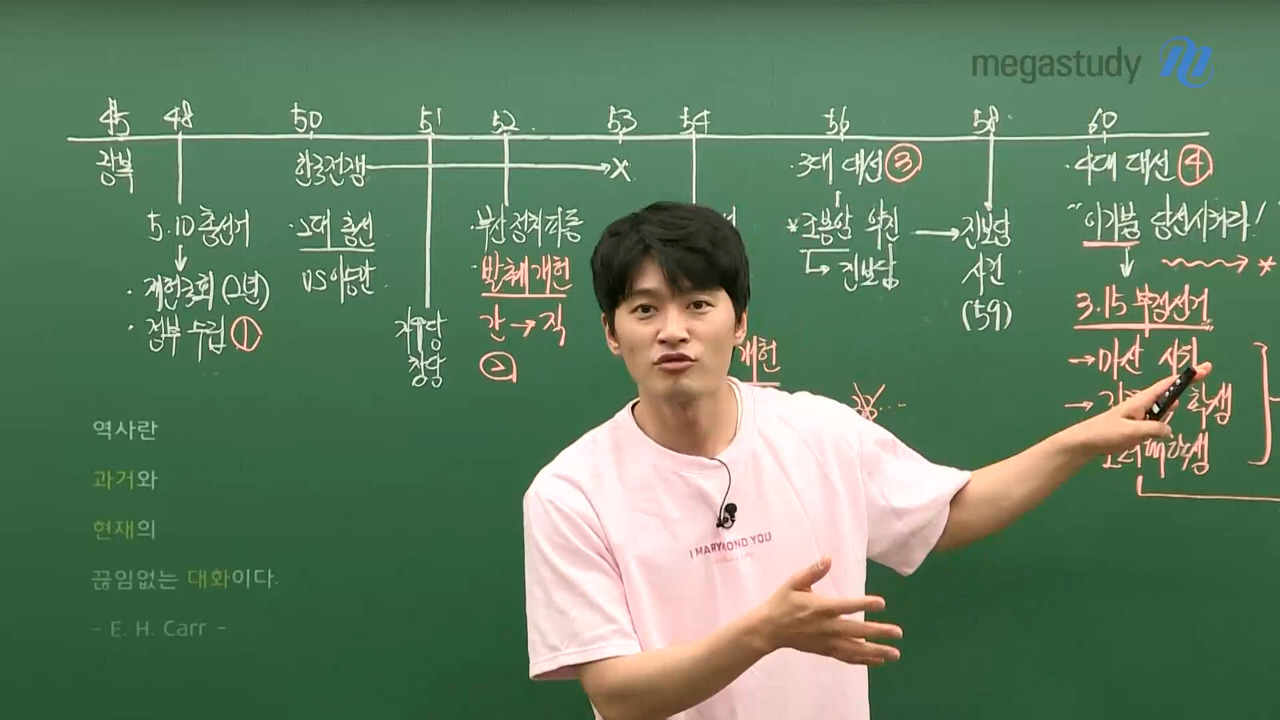 megastudy
45 48 50 51 52 53 54 56 58 60
광복
5.10 총선거
↓
· 제헌국회 (2년)
· 정부 수립 ①
한국전쟁 → X
· 2대 총선
VS 이승만
자유당
창당
· 부산정치파동
· 발췌개헌
간 → 직
②
개헌
· 3대 대선 ③
* 조봉암 약진 → 진보당
↳ 진보당
사건
(59)
· 4대 대선 ④
"이기붕 당선시켜라!
↓ → *
3.15 부정선거
→ 마산 시위
→ 학생
대학생
역사란
과거와
현재의
끊임없는 대화이다.
- E. H. Carr -
I MARYMOND YOU